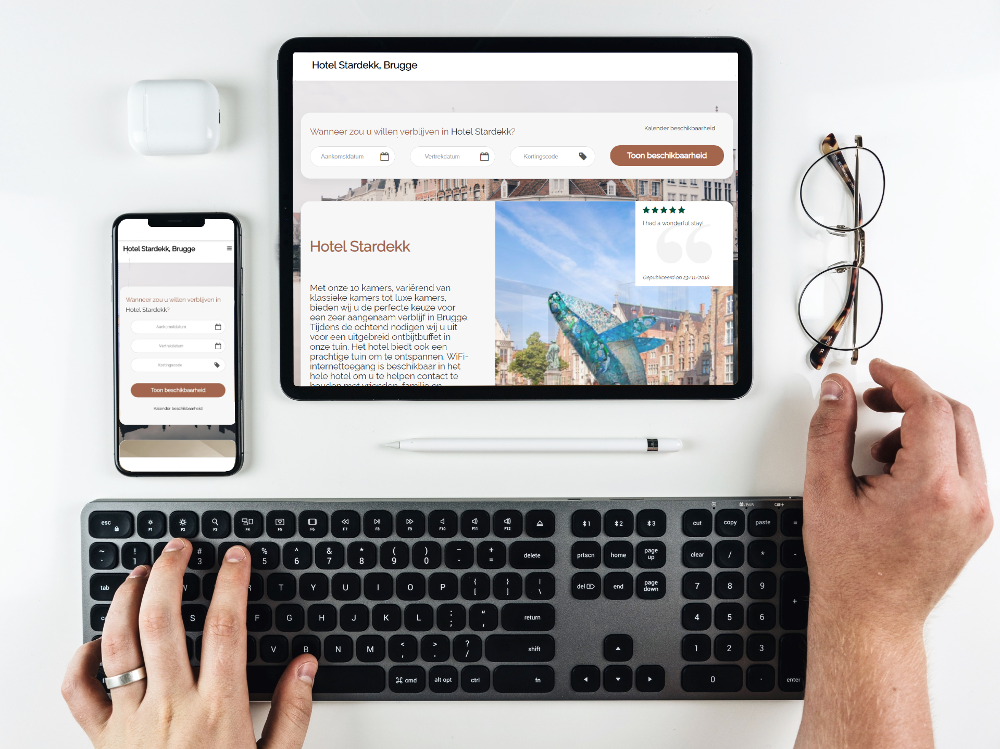 Hotel Stardekk, Brugge
Wanneer zou u willen verblijven in Hotel Stardekk?
Kalender beschikbaarheid
Aankomstdatum
Vertrekdatum
Kortingscode
Toon beschikbaarheid
I had a wonderful stay!
“
Gepubliceerd op 23/11/2018
Hotel Stardekk
Met onze 10 kamers, variërend van
klassieke kamers tot luxe kamers,
bieden wij u de perfecte keuze voor
een zeer aangenaam verblijf in Brugge.
Tijdens de ochtend nodigen wij u uit
voor een uitgebreid ontbijtbuffet in
onze tuin. Het hotel biedt ook een
prachtige tuin om te ontspannen. WiFi-
internettoegang is beschikbaar in het
hele hotel om u te helpen contact te
houden met vrienden, familie en
Hotel Stardekk, Brugge
Wanneer zou u willen verblijven in
Hotel Stardekk?
Aankomstdatum
Vertrekdatum
Kortingscode
Toon beschikbaarheid
Kalender beschikbaarheid
A /PAIR
esc F1 F2 F3 F4 F5 F6 F7 F8 F9 F10 F11 F12 1 2 3 cut copy paste =
~ ! # % ^ & * ( ) _ +
1 3 5 6 7 8 9 0 - = delete prtscn home page up clear / * -
tab W R T Y U I O P { [ } ] | \ del end page down 7 8 9 +
S F G H J K L : ; “ ‘ return 4 5 6
V B N M < , > . ? / shift 1 2 3
cmd alt opt ctrl fn 0 . enter